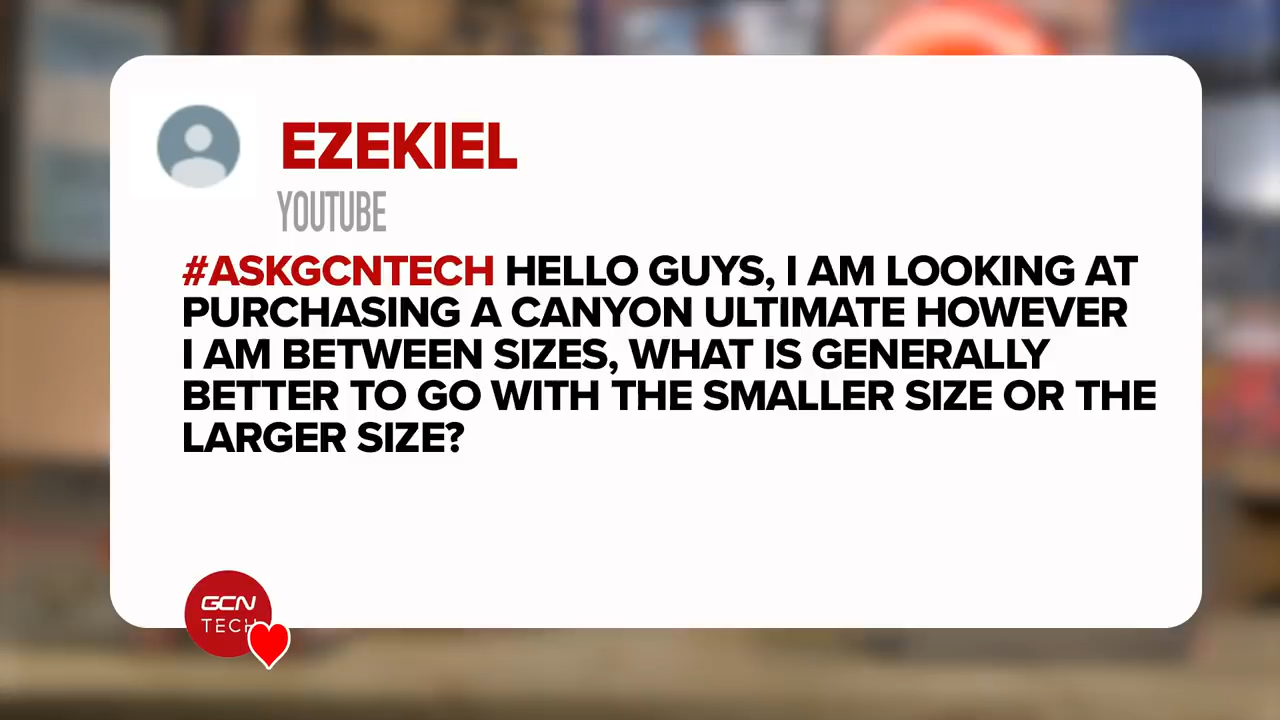 EZEKIEL
YOUTUBE
#ASKGCNTECH HELLO GUYS, I AM LOOKING AT
PURCHASING A CANYON ULTIMATE HOWEVER
I AM BETWEEN SIZES, WHAT IS GENERALLY
BETTER TO GO WITH THE SMALLER SIZE OR THE
LARGER SIZE?
GCN
TECH